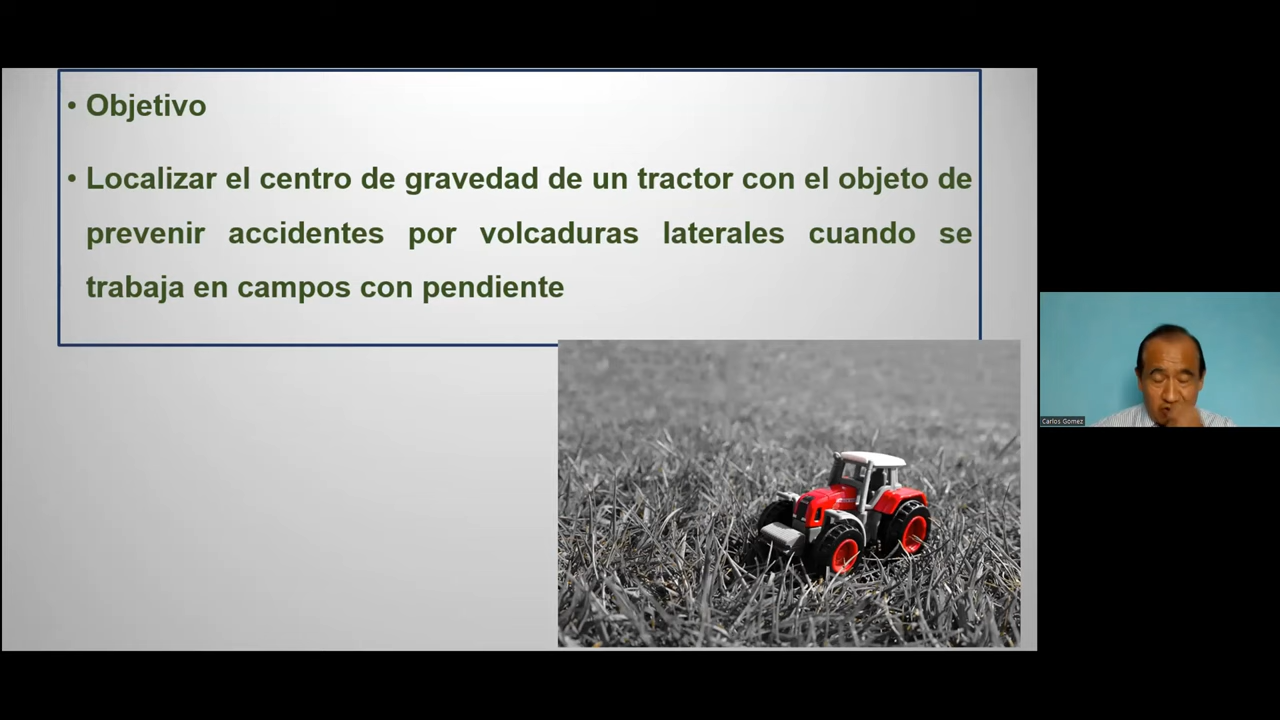 • Objetivo
• Localizar el centro de gravedad de un tractor con el objeto de
prevenir accidentes por volcaduras laterales cuando se
trabaja en campos con pendiente
Carlos Gomez